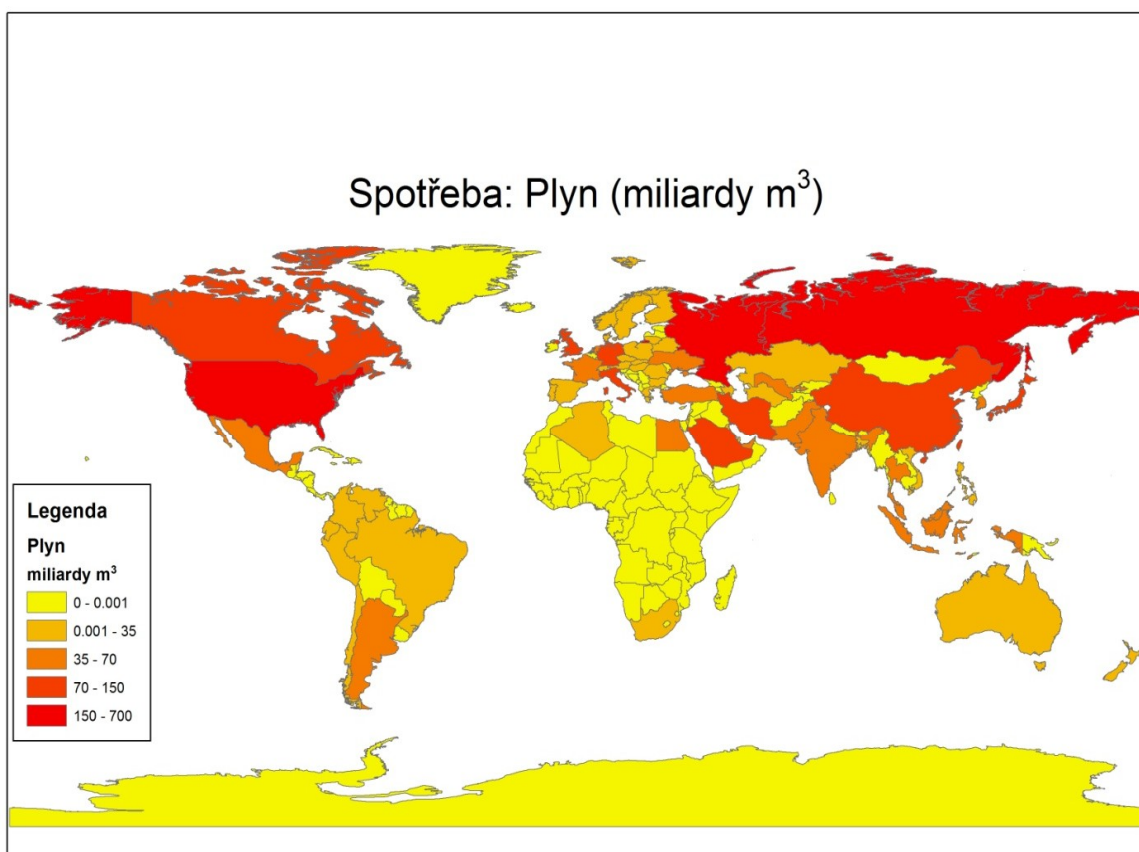 Spotřeba: Plyn (miliardy m³)
Legenda
Plyn
miliardy m³
0 - 0.001
0.001 - 35
35 - 70
70 - 150
150 - 700